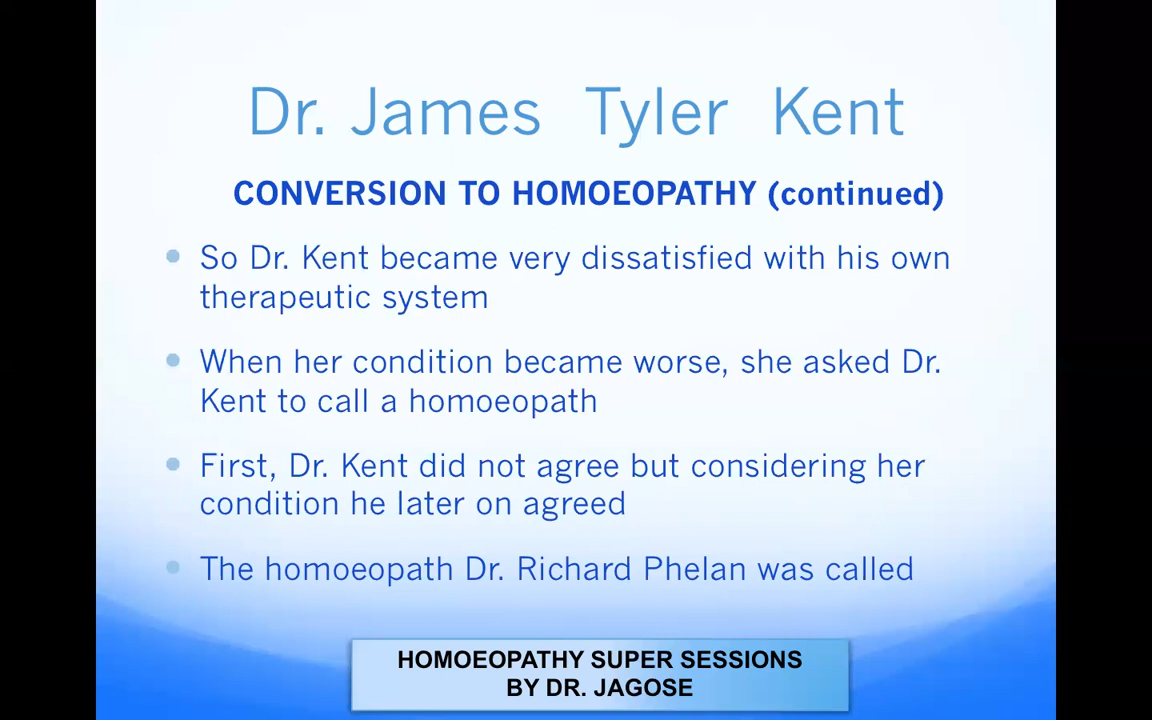 Dr. James Tyler Kent
CONVERSION TO HOMOEOPATHY (continued)
So Dr. Kent became very dissatisfied with his own
therapeutic system
When her condition became worse, she asked Dr.
Kent to call a homoeopath
First, Dr. Kent did not agree but considering her
condition he later on agreed
The homoeopath Dr. Richard Phelan was called
HOMOEOPATHY SUPER SESSIONS
BY DR. JAGOSE